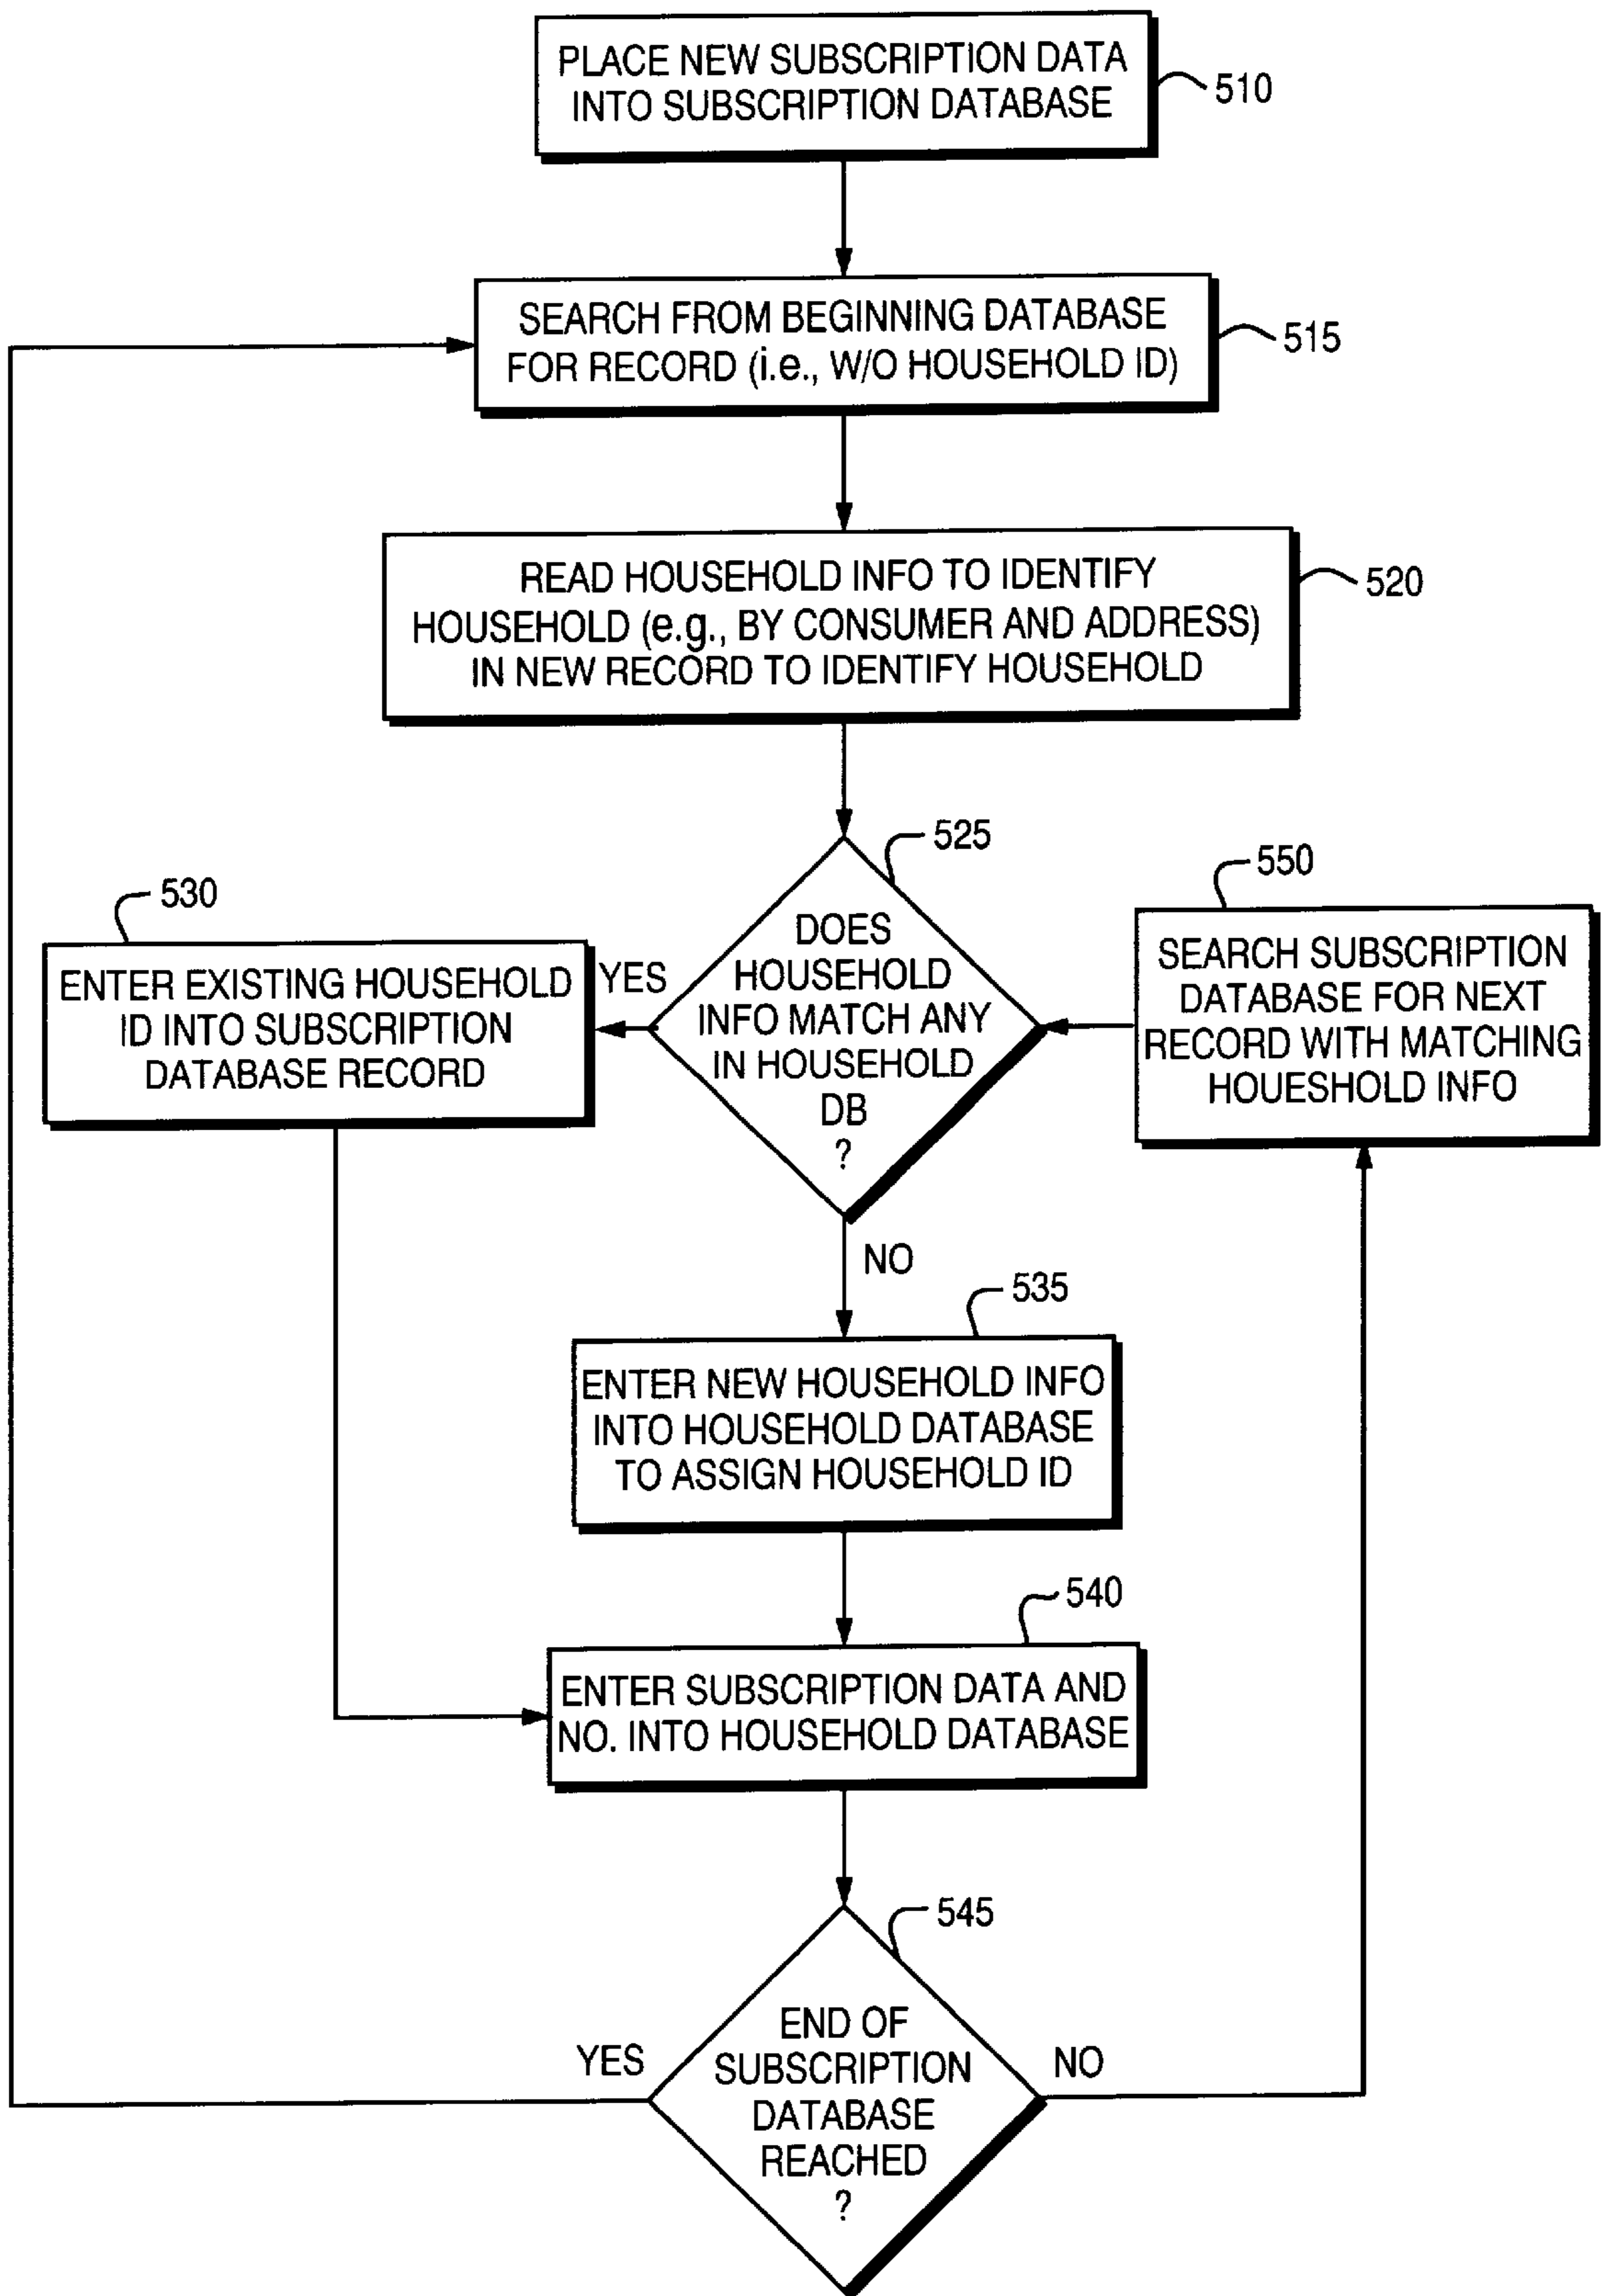 PLACE NEW SUBSCRIPTION DATA
INTO SUBSCRIPTION DATABASE
510
SEARCH FROM BEGINNING DATABASE
FOR RECORD (i.e., W/O HOUSEHOLD ID)
515
READ HOUSEHOLD INFO TO IDENTIFY
HOUSEHOLD (e.g., BY CONSUMER AND ADDRESS)
IN NEW RECORD TO IDENTIFY HOUSEHOLD
520
525
DOES
HOUSEHOLD
INFO MATCH ANY
IN HOUSEHOLD
DB
?
YES
530
ENTER EXISTING HOUSEHOLD
ID INTO SUBSCRIPTION
DATABASE RECORD
550
SEARCH SUBSCRIPTION
DATABASE FOR NEXT
RECORD WITH MATCHING
HOUESHOLD INFO
NO
535
ENTER NEW HOUSEHOLD INFO
INTO HOUSEHOLD DATABASE
TO ASSIGN HOUSEHOLD ID
540
ENTER SUBSCRIPTION DATA AND
NO. INTO HOUSEHOLD DATABASE
545
END OF
SUBSCRIPTION
DATABASE
REACHED
?
YES
NO